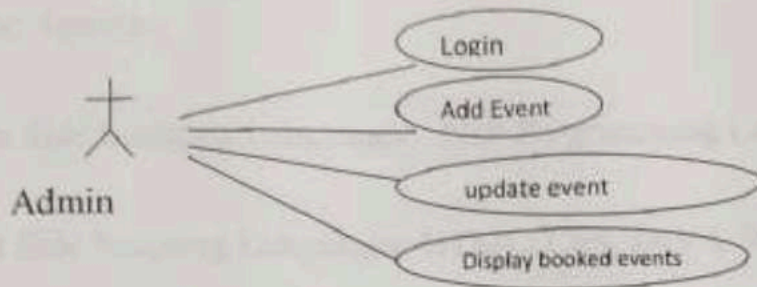 Login
Add Event
update event
Admin
Display booked events